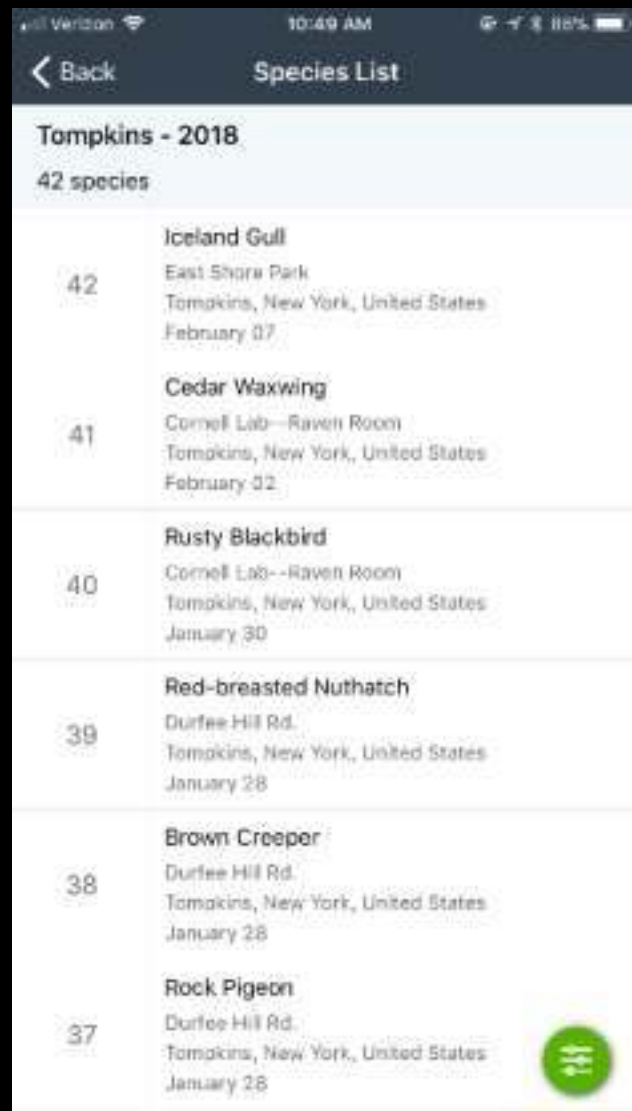 Verizon 10:49 AM 88%
Back Species List
Tompkins - 2018
42 species
Iceland Gull
42
East Shore Park
Tompkins, New York, United States
February 07
Cedar Waxwing
41
Cornell Lab--Raven Room
Tompkins, New York, United States
February 02
Rusty Blackbird
40
Cornell Lab--Raven Room
Tompkins, New York, United States
January 30
Red-breasted Nuthatch
39
Durfee Hill Rd.
Tompkins, New York, United States
January 28
Brown Creeper
38
Durfee Hill Rd.
Tompkins, New York, United States
January 28
Rock Pigeon
37
Durfee Hill Rd.
Tompkins, New York, United States
January 28